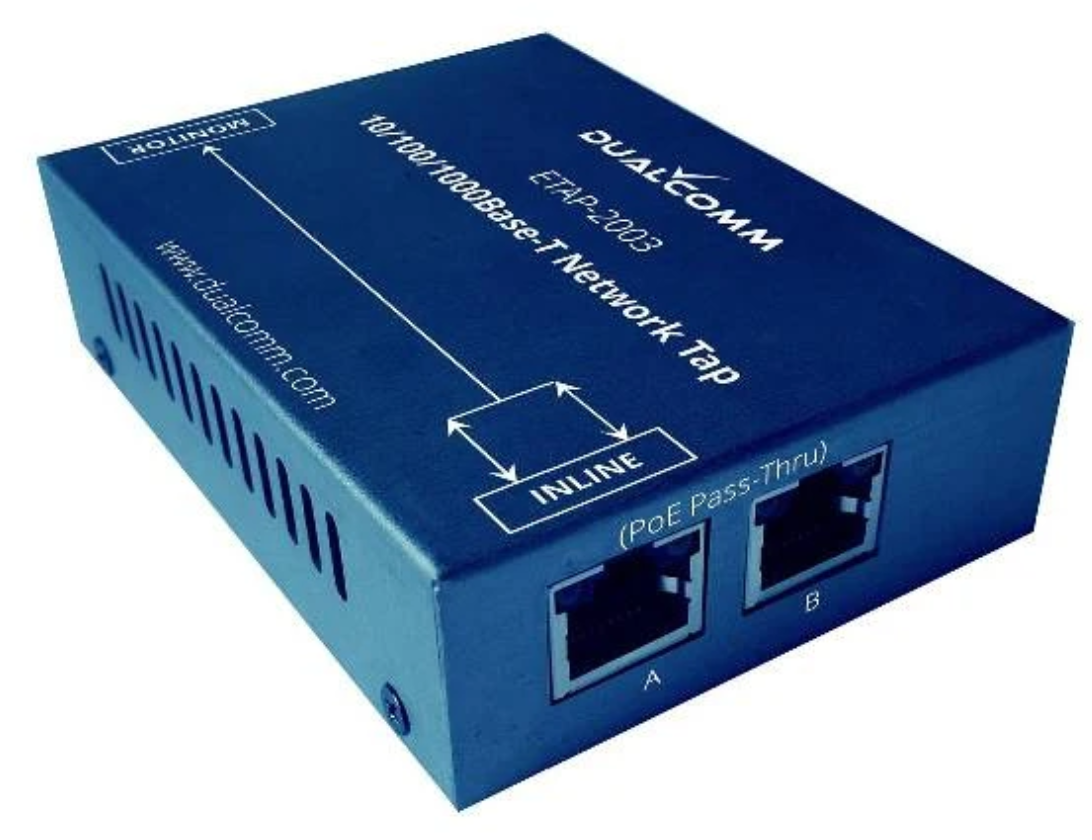 DUALCOMM
ETAP-2003
10/100/1000Base-T Network Tap
MONITOR
www.dualcomm.com
INLINE
(PoE Pass-Thru)
A
B